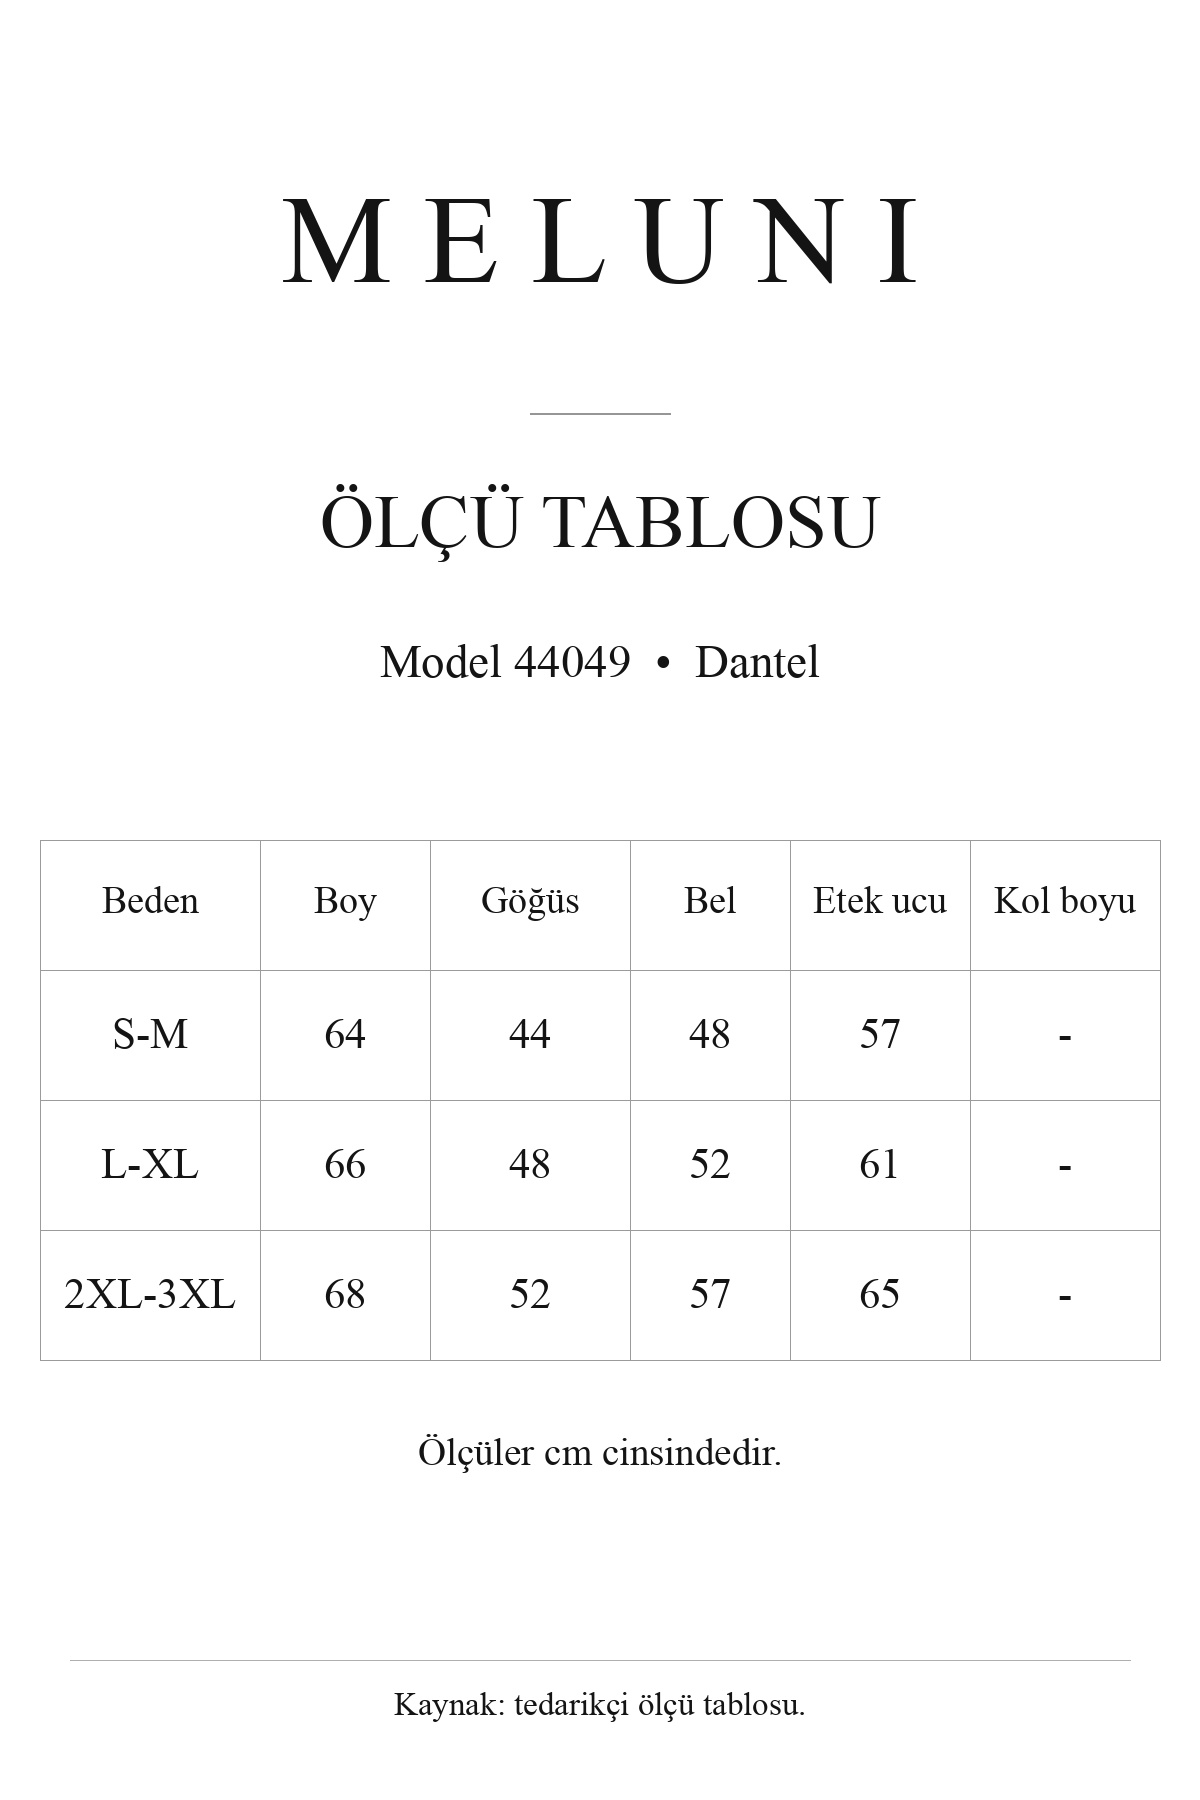 MELUNI
ÖLÇÜ TABLOSU
Model 44049 • Dantel
Beden Boy Göğüs Bel Etek ucu Kol boyu
S-M 64 44 48 57 -
L-XL 66 48 52 61 -
2XL-3XL 68 52 57 65 -
Ölçüler cm cinsindedir.
Kaynak: tedarikçi ölçü tablosu.